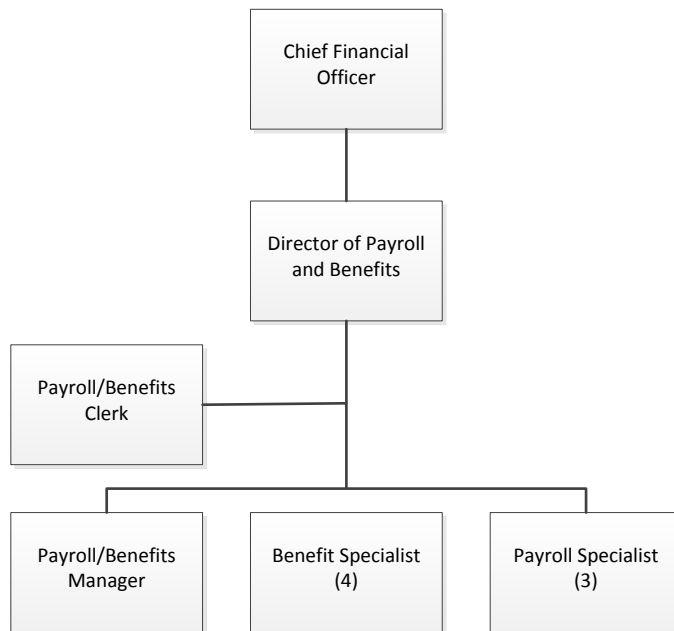 Chief Financial
Officer
Director of Payroll
and Benefits
Payroll/Benefits
Clerk
Payroll/Benefits
Manager
Benefit Specialist
(4)
Payroll Specialist
(3)